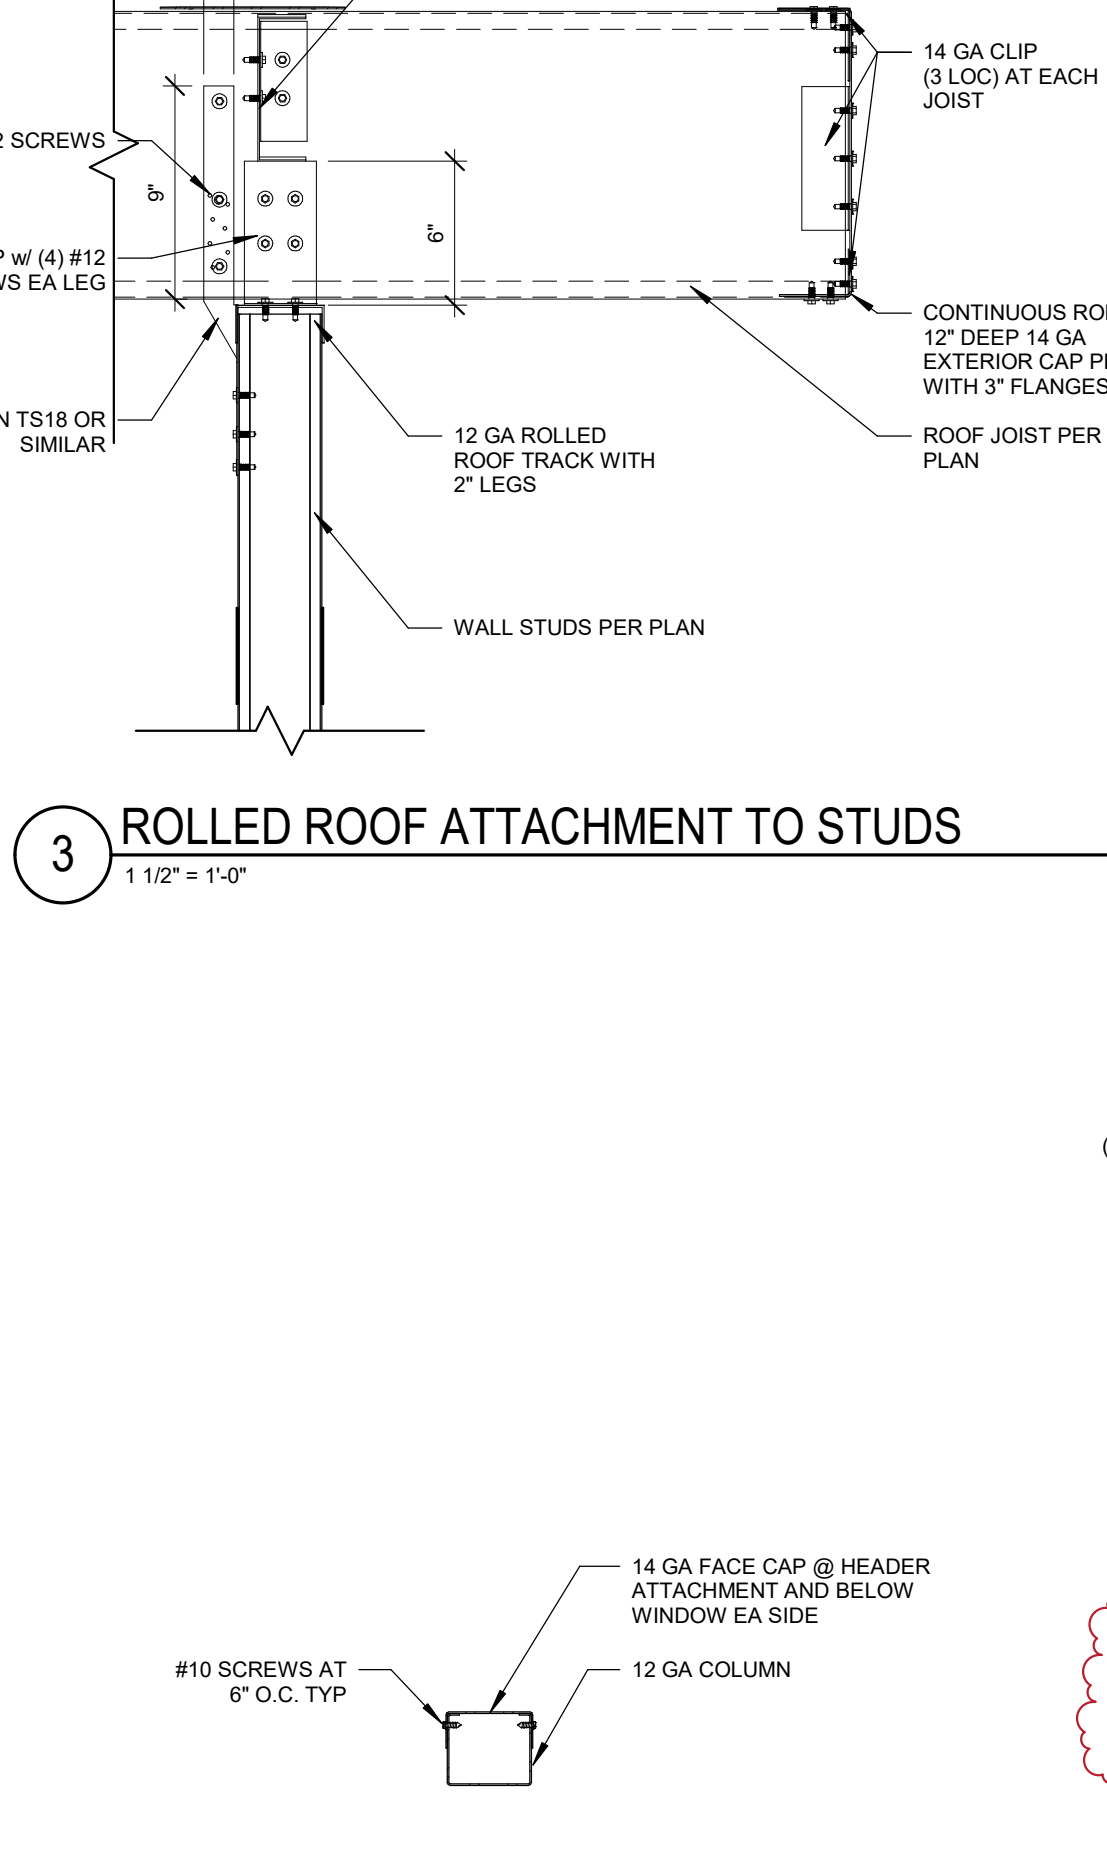 14 GA CLIP
(3 LOC) AT EACH
JOIST
2 SCREWS
9"
6"
w/ (4) #12
EA LEG
CONTINUOUS
12" DEEP 14 GA
EXTERIOR CAP
WITH 3" FLANGES
TS18 OR
SIMILAR
12 GA ROLLED
ROOF TRACK WITH
2" LEGS
ROOF JOIST PER
PLAN
WALL STUDS PER PLAN
3
ROLLED ROOF ATTACHMENT TO STUDS
1 1/2" = 1'-0"
14 GA FACE CAP @ HEADER
ATTACHMENT AND BELOW
WINDOW EA SIDE
#10 SCREWS AT
6" O.C. TYP
12 GA COLUMN